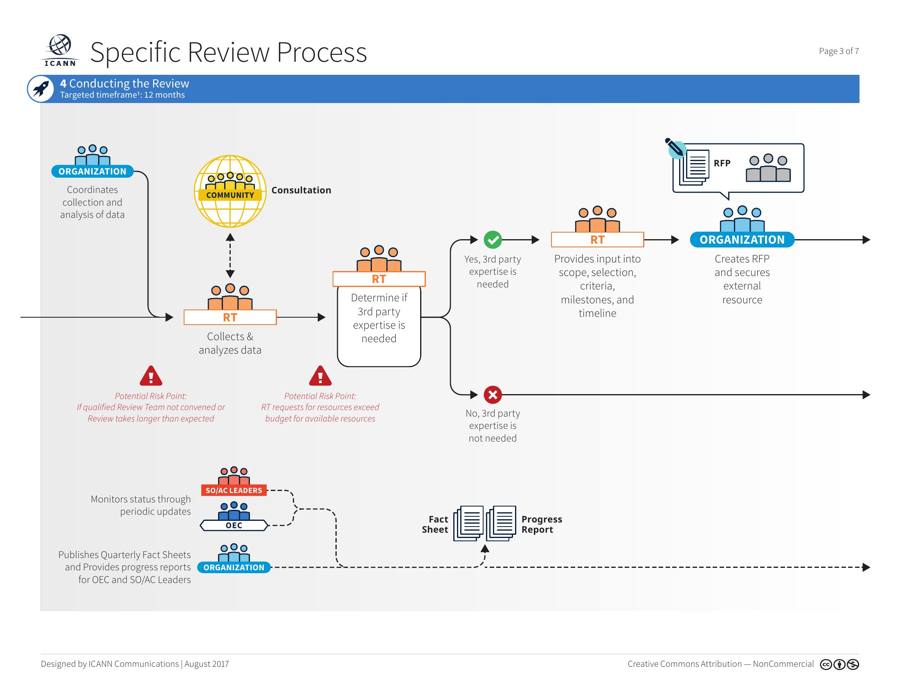 ICANN
Specific Review Process
Page 3 of 7
4 Conducting the Review
Targeted timeframe¹: 12 months
ORGANIZATION
Coordinates
collection and
analysis of data
COMMUNITY
Consultation
RT
Collects &
analyzes data
RT
Determine if
3rd party
expertise is
needed
Yes, 3rd party
expertise is
needed
RT
Provides input into
scope, selection,
criteria,
milestones, and
timeline
RFP
ORGANIZATION
Creates RFP
and secures
external
resource
Potential Risk Point:
If qualified Review Team not convened or
Review takes longer than expected
Potential Risk Point:
RT requests for resources exceed
budget for available resources
No, 3rd party
expertise is
not needed
Monitors status through
periodic updates
SO/AC LEADERS
OEC
Fact
Sheet
Progress
Report
Publishes Quarterly Fact Sheets
and Provides progress reports
for OEC and SO/AC Leaders
ORGANIZATION
Designed by ICANN Communications | August 2017
Creative Commons Attribution — NonCommercial